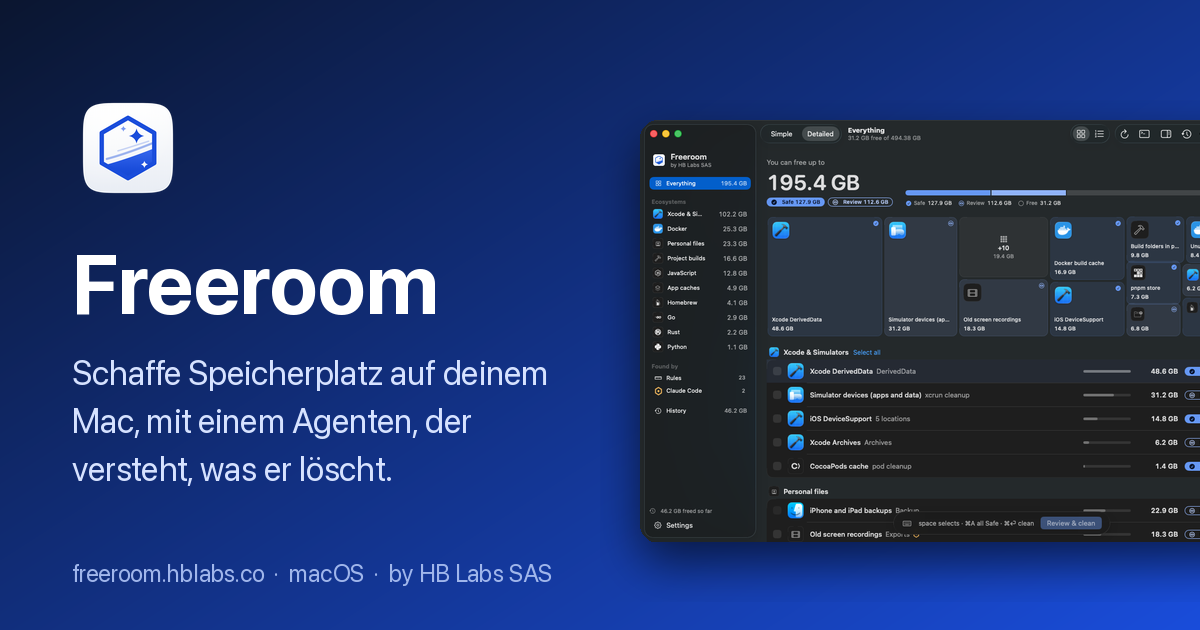 Freeroom
Schaffe Speicherplatz auf deinem
Mac, mit einem Agenten, der
versteht, was er löscht.
freeroom.hblabs.co · macOS · by HB Labs SAS
Freeroom
by HB Labs SAS
Everything 195.4 GB
Ecosystems
Xcode & Si... 102.2 GB
Docker 25.3 GB
Personal files 23.3 GB
Project builds 16.6 GB
JavaScript 12.8 GB
App caches 4.9 GB
Homebrew 4.1 GB
Go 2.9 GB
Rust 2.2 GB
Python 1.1 GB
Found by
Rules 23
Claude Code 2
History 46.2 GB
46.2 GB freed so far
Settings
Simple Detailed
Everything
31.2 GB free of 494.38 GB
You can free up to
195.4 GB
Safe 127.9 GB Review 112.6 GB
Safe 127.9 GB Review 112.6 GB Free 31.2 GB
Xcode DerivedData
48.6 GB
Simulator devices (ap...
31.2 GB
+10
19.4 GB
Old screen recordings
18.3 GB
Docker build cache
16.9 GB
iOS DeviceSupport
14.8 GB
Build folders in p...
9.8 GB
pnpm store
7.3 GB
6.8 GB
Xcode & Simulators Select all
Xcode DerivedData DerivedData 48.6 GB
Simulator devices (apps and data) xcrun cleanup 31.2 GB
iOS DeviceSupport 5 locations 14.8 GB
Xcode Archives Archives 6.2 GB
CocoaPods cache pod cleanup 1.4 GB
Personal files
iPhone and iPad backups Backup 22.9 GB
space selects · ⌘A all Safe · ⌘↩ clean Review & clean
Old screen recordings Exports 18.3 GB